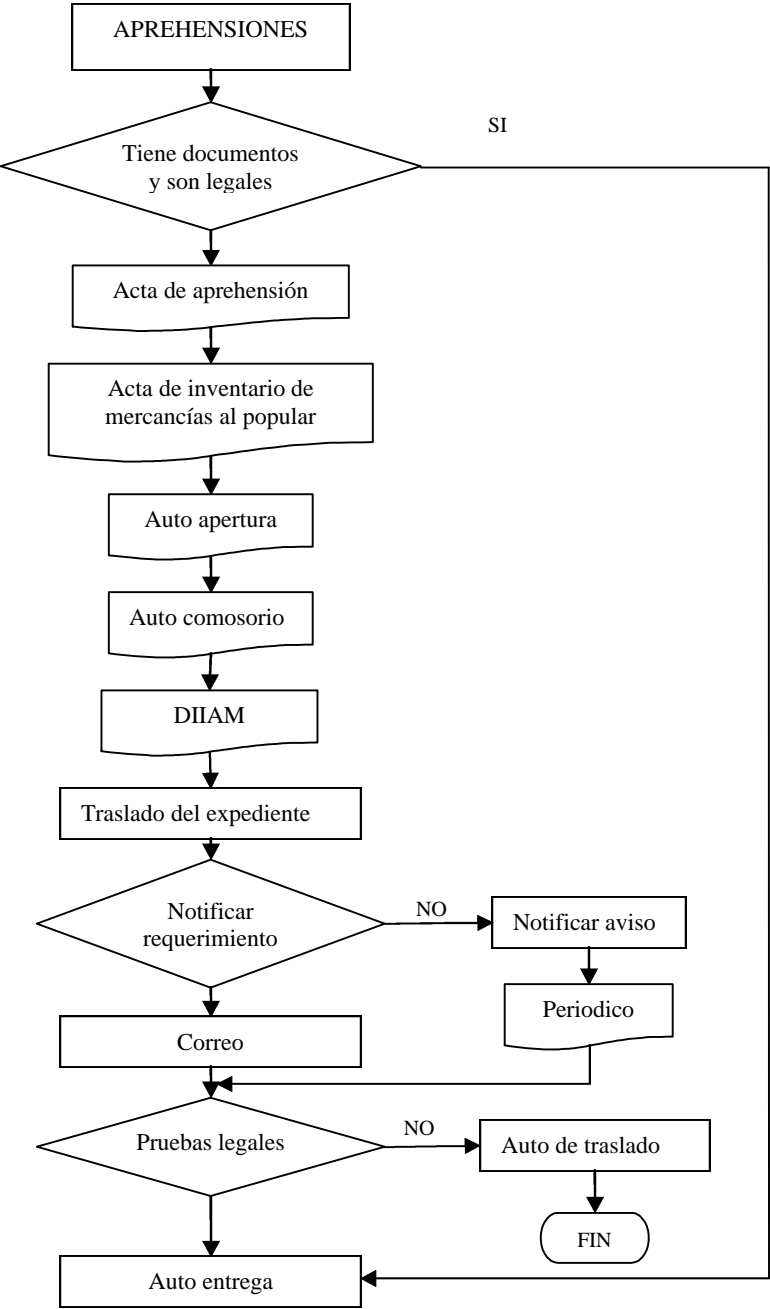 APREHENSIONES
SI
Tiene documentos
y son legales
Acta de aprehensión
Acta de inventario de
mercancías al popular
Auto apertura
Auto comosorio
DIIAM
Traslado del expediente
Notificar
requerimiento
NO
Notificar aviso
Periodico
Correo
Pruebas legales
NO
Auto de traslado
FIN
Auto entrega